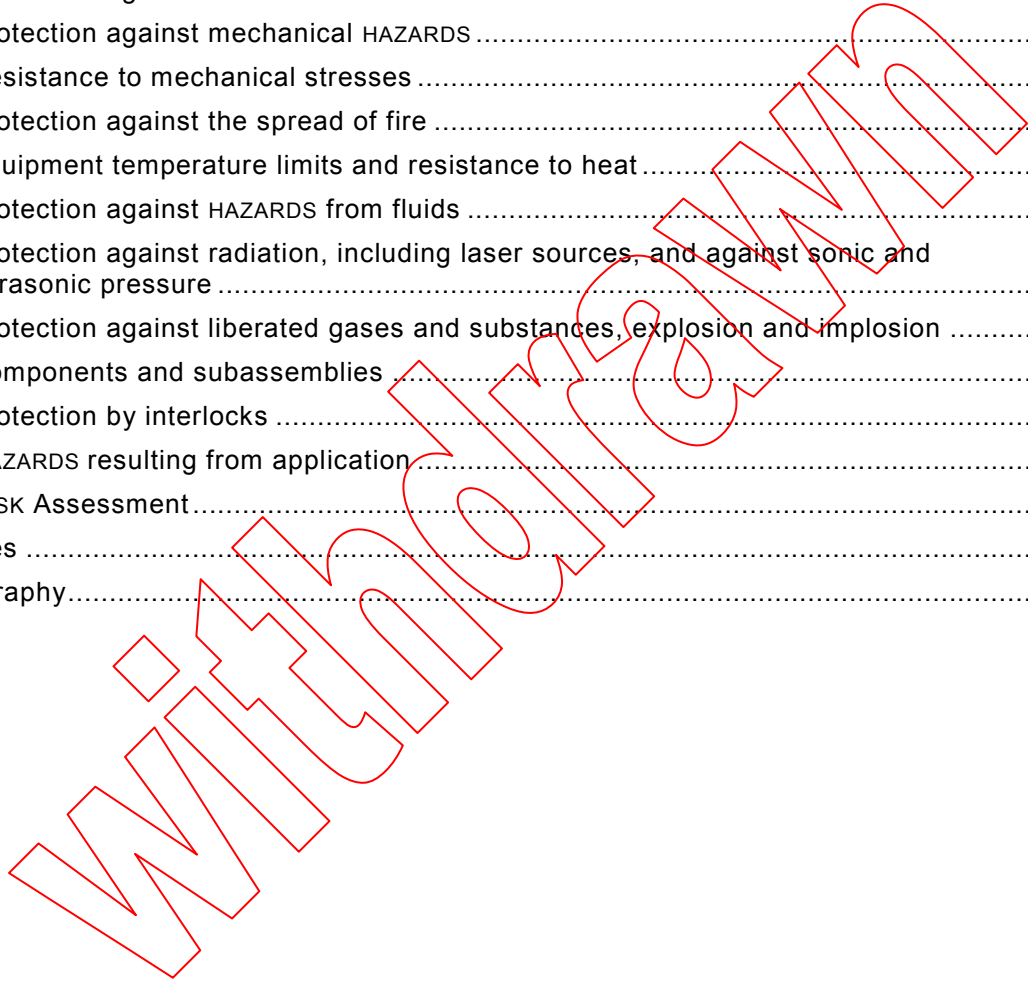 otection against mechanical HAZARDS
esistance to mechanical stresses
otection against the spread of fire
uipment temperature limits and resistance to heat
otection against HAZARDS from fluids
otection against radiation, including laser sources, and against sonic and
rasonic pressure
otection against liberated gases and substances, explosion and implosion
omponents and subassemblies
otection by interlocks
AZARDS resulting from application
SK Assessment
es
raphy
withdrawn